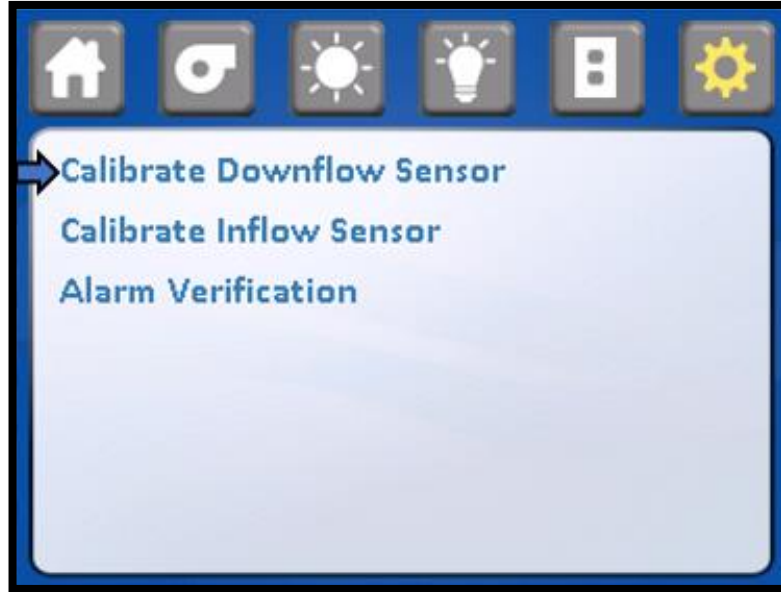 Calibrate Downflow Sensor
Calibrate Inflow Sensor
Alarm Verification